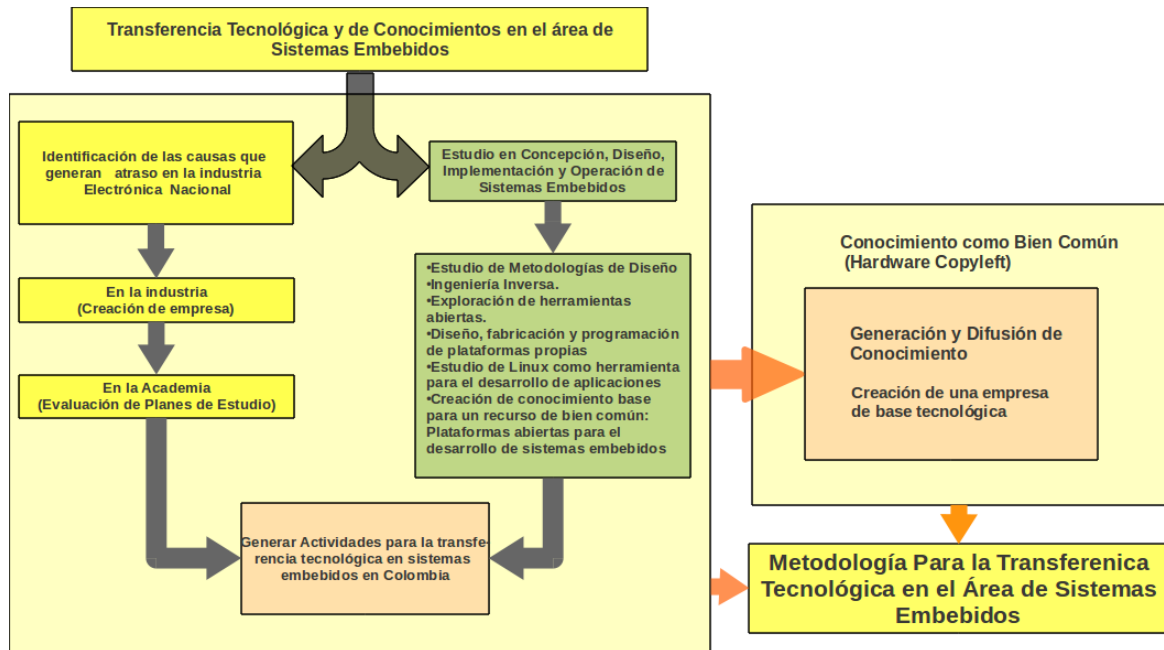 Transferencia Tecnológica y de Conocimientos en el área de
Sistemas Embebidos
Identificación de las causas que
generan atraso en la industria
Electrónica Nacional
En la industria
(Creación de empresa)
En la Academia
(Evaluación de Planes de Estudio)
Estudio en Concepción, Diseño,
Implementación y Operación de
Sistemas Embebidos
•Estudio de Metodologías de Diseño
•Ingeniería Inversa.
•Exploración de herramientas
abiertas.
•Diseño, fabricación y programación
de plataformas propias
•Estudio de Linux como herramienta
para el desarrollo de aplicaciones
•Creación de conocimiento base
para un recurso de bien común:
Plataformas abiertas para el
desarrollo de sistemas embebidos
Generar Actividades para la transfe-
rencia tecnológica en sistemas
embebidos en Colombia
Conocimiento como Bien Común
(Hardware Copyleft)
Generación y Difusión de
Conocimiento
Creación de una empresa
de base tecnológica
Metodología Para la Transferenica
Tecnológica en el Área de Sistemas
Embebidos